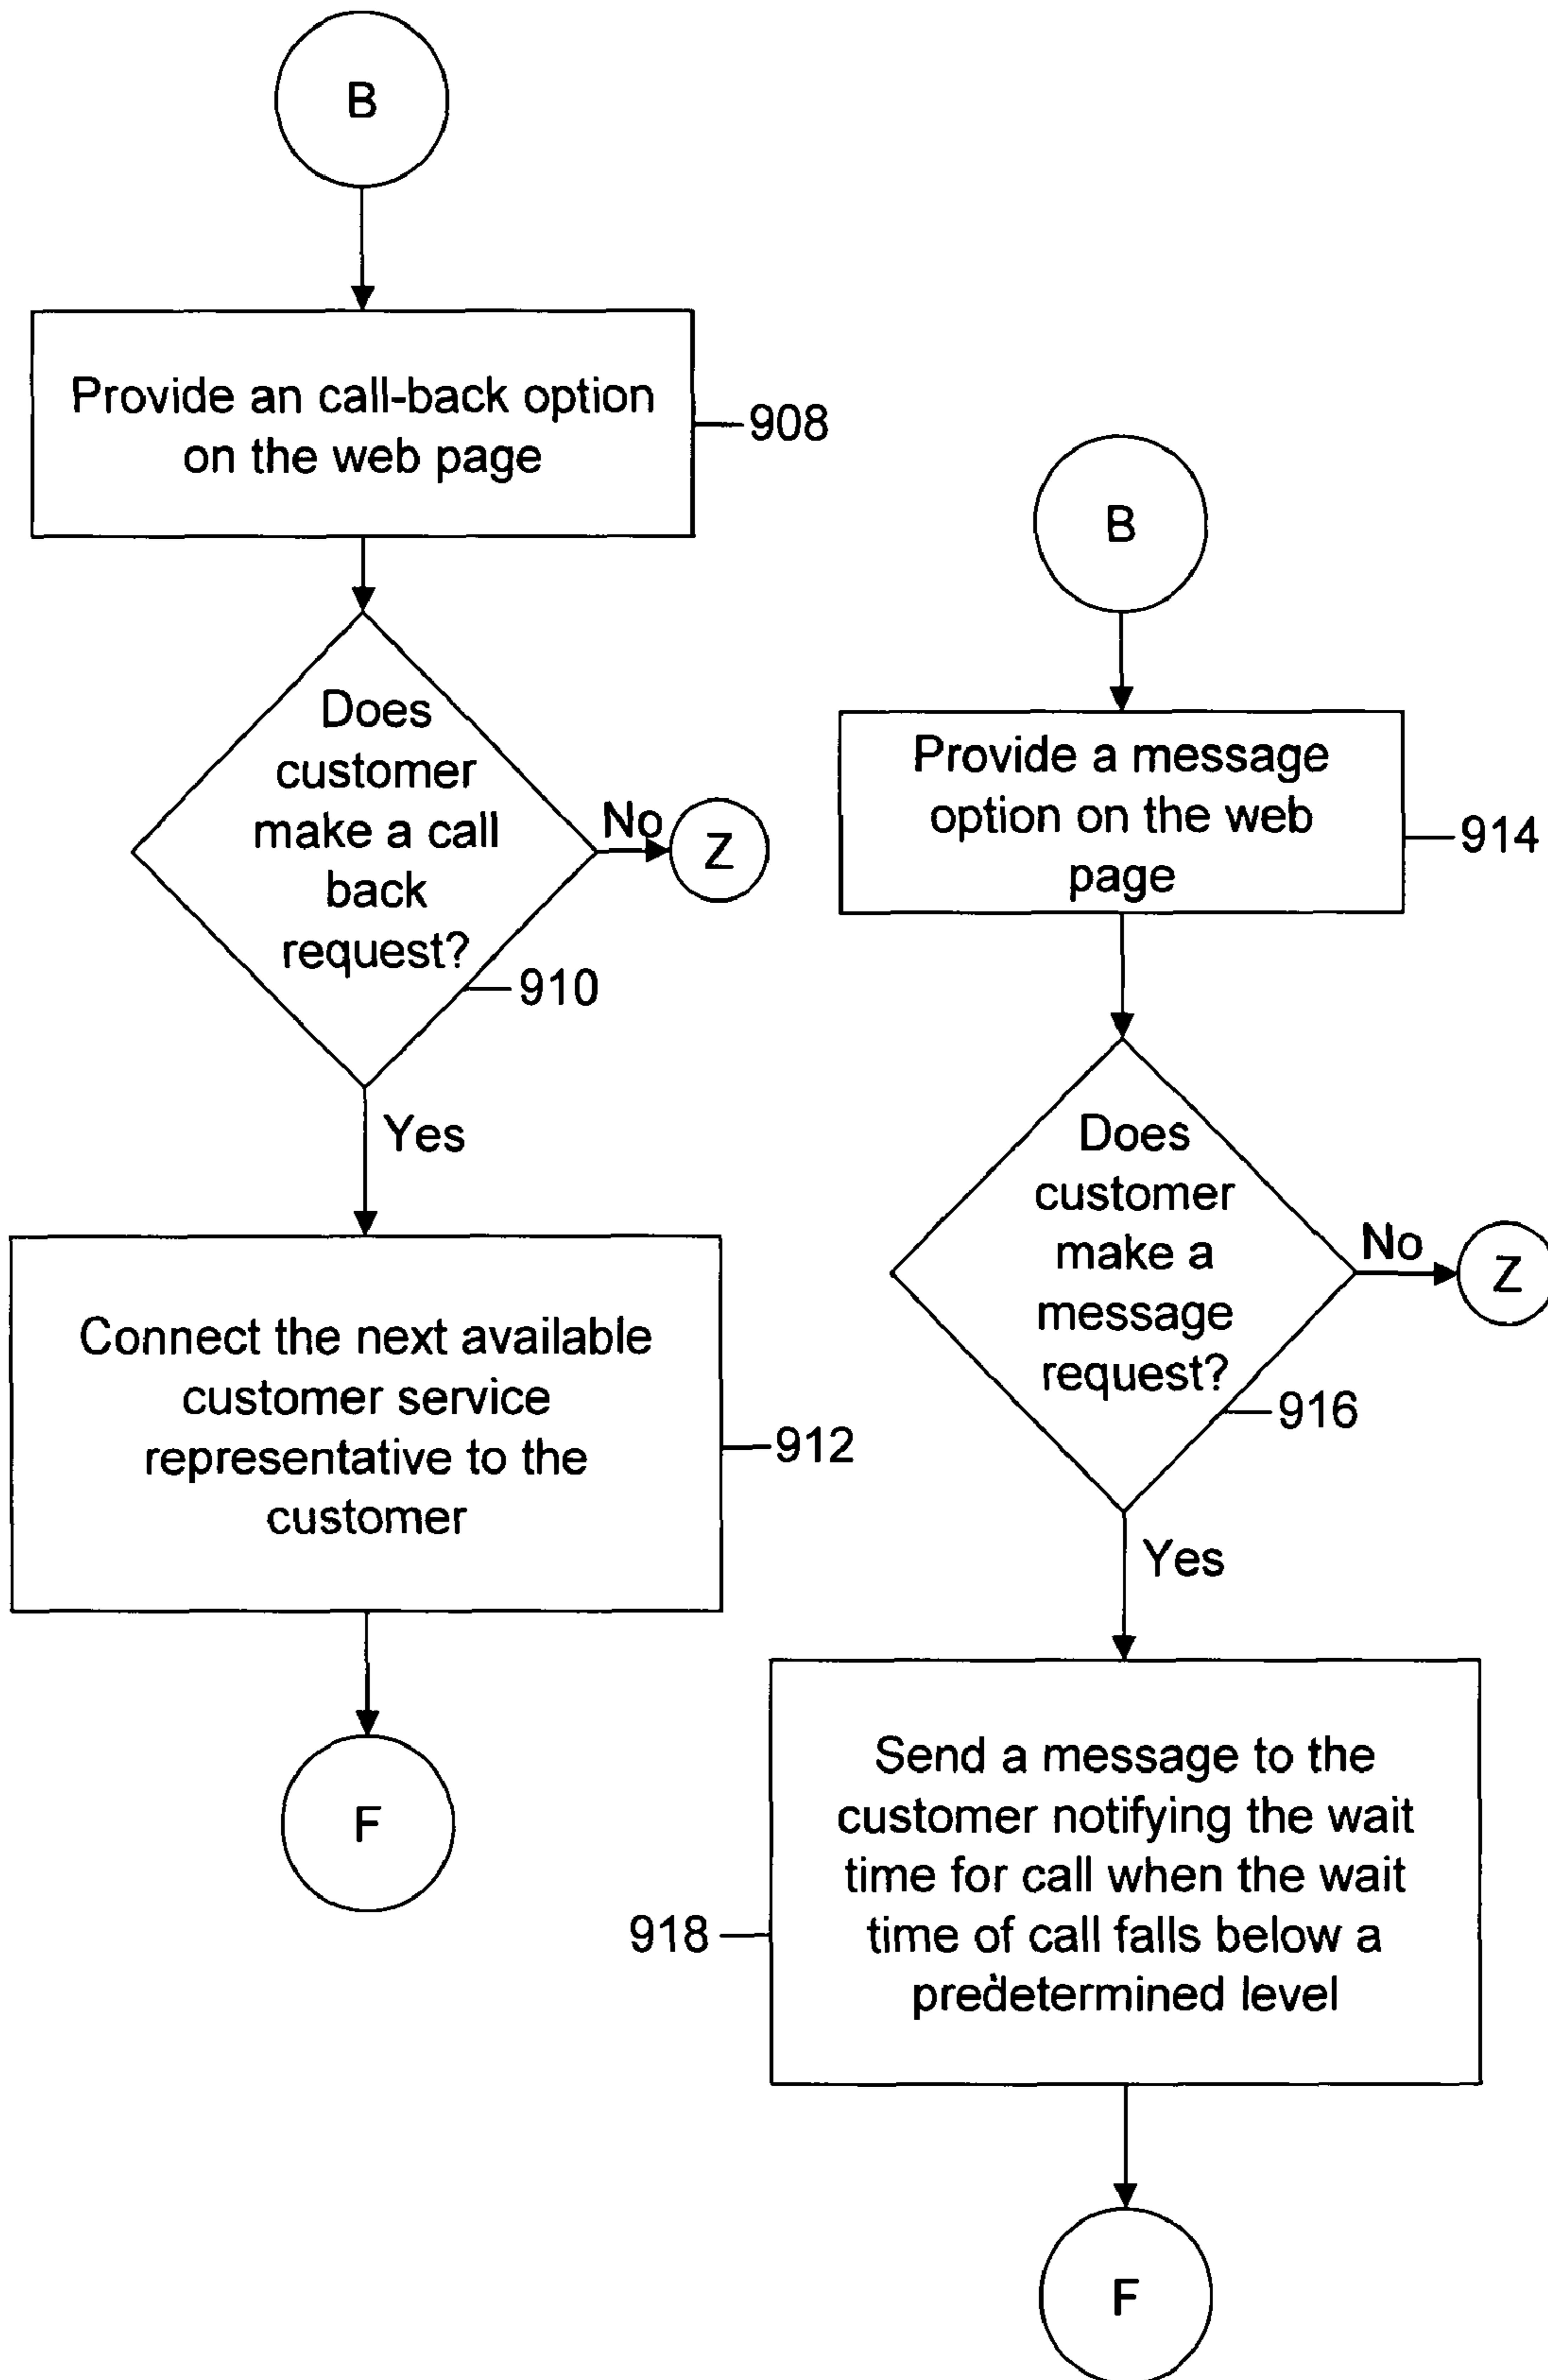 B
Provide an call-back option
on the web page
908
Does
customer
make a call
back
request?
No
Z
910
Yes
Connect the next available
customer service
representative to the
customer
912
F
B
Provide a message
option on the web
page
914
Does
customer
make a
message
request?
No
Z
916
Yes
Send a message to the
customer notifying the wait
time for call when the wait
time of call falls below a
predetermined level
918
F